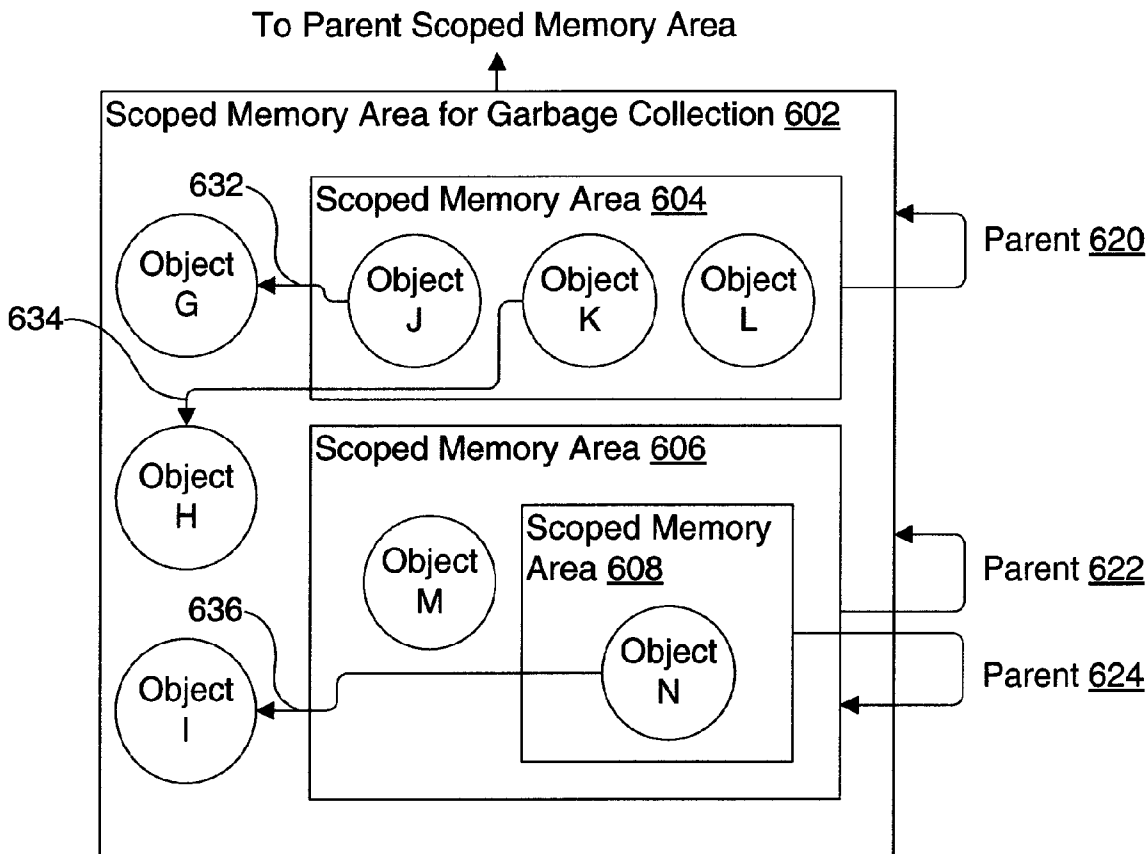 To Parent Scoped Memory Area
Scoped Memory Area for Garbage Collection 602
632
Scoped Memory Area 604
Parent 620
Object
G
Object
J
Object
K
Object
L
634
Object
H
Scoped Memory Area 606
Scoped Memory
Area 608
Parent 622
Object
M
636
Object
N
Parent 624
Object
I